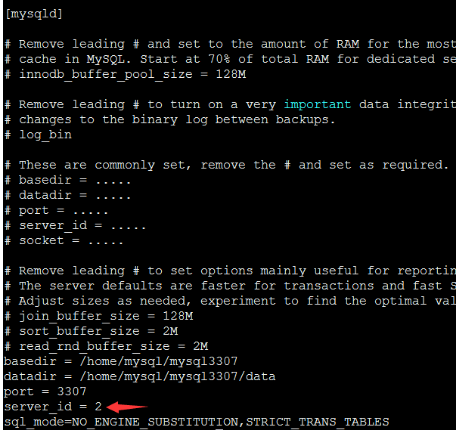 [mysqld]
# Remove leading # and set to the amount of RAM for the most
# cache in MySQL. Start at 70% of total RAM for dedicated se
# innodb_buffer_pool_size = 128M
# Remove leading # to turn on a very important data integrit
# changes to the binary log between backups.
# log_bin
# These are commonly set, remove the # and set as required.
# basedir = .....
# datadir = .....
# port = .....
# server_id = .....
# socket = .....
# Remove leading # to set options mainly useful for reportin
# The server defaults are faster for transactions and fast S
# Adjust sizes as needed, experiment to find the optimal val
# join_buffer_size = 128M
# sort_buffer_size = 2M
# read_rnd_buffer_size = 2M
basedir = /home/mysql/mysql3307
datadir = /home/mysql/mysql3307/data
port = 3307
server_id = 2
sql_mode=NO_ENGINE_SUBSTITUTION,STRICT_TRANS_TABLES